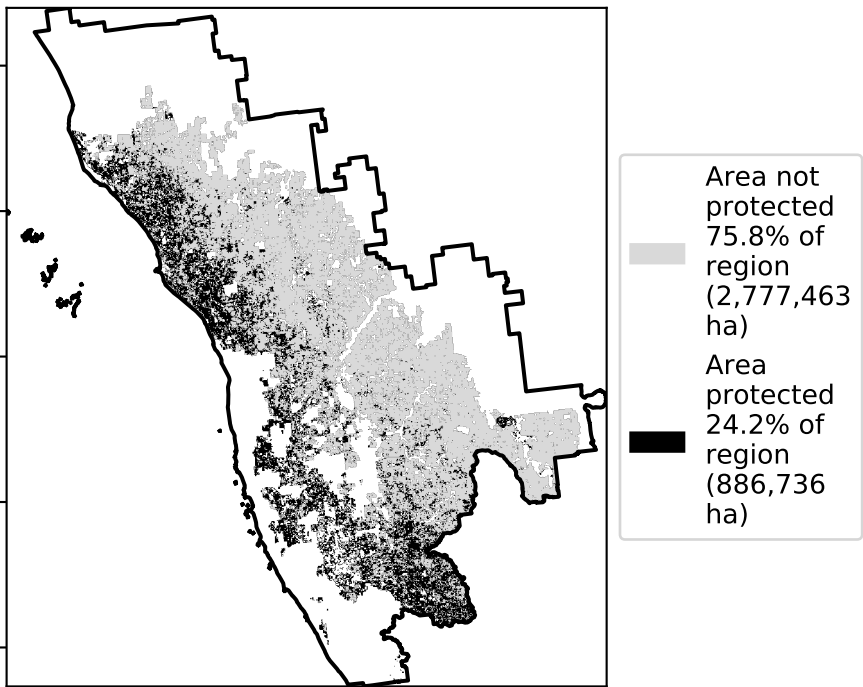 Area not
protected
75.8% of
region
(2,777,463
ha)
Area
protected
24.2% of
region
(886,736
ha)